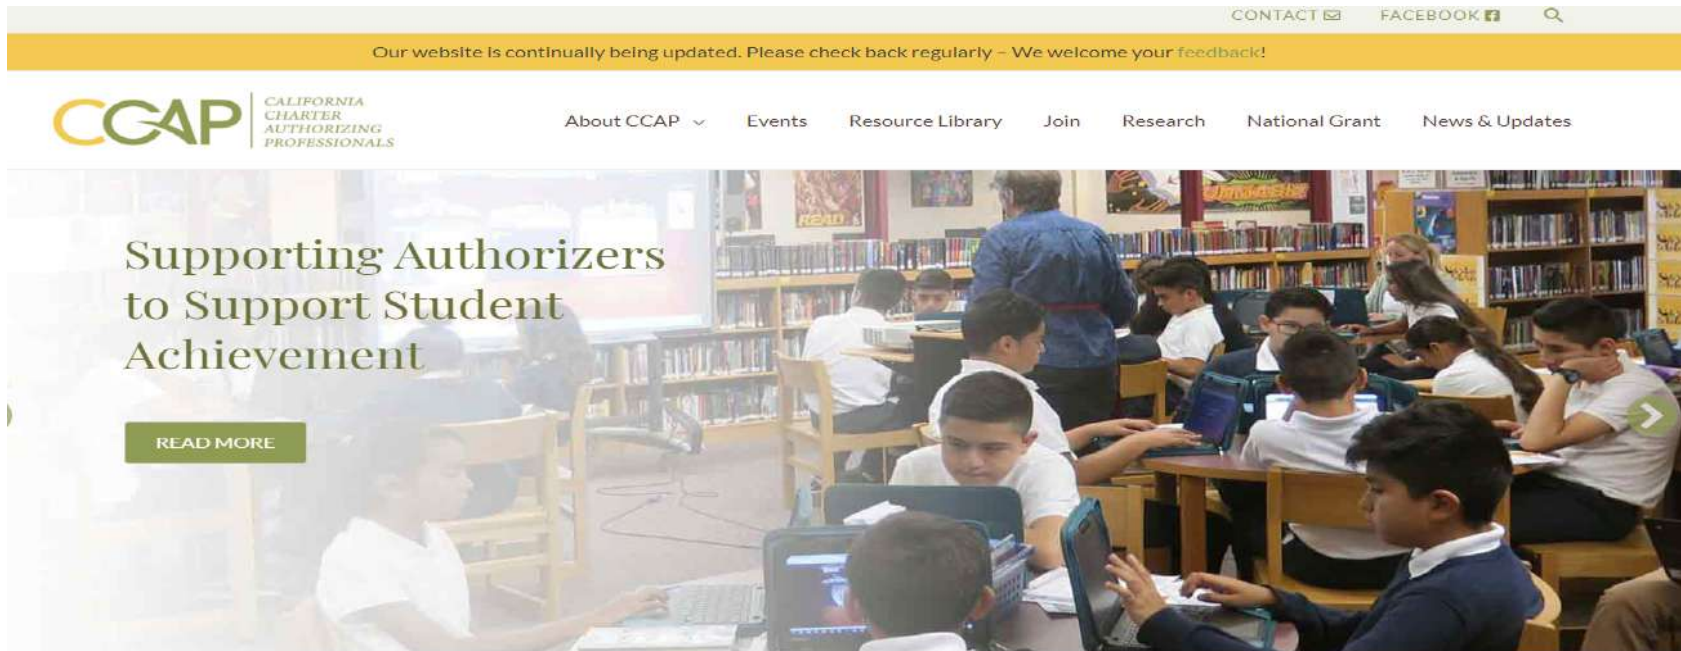 CONTACT
FACEBOOK
Our website is continually being updated. Please check back regularly – We welcome your feedback!
CCAP
CALIFORNIA
CHARTER
AUTHORIZING
PROFESSIONALS
About CCAP
Events
Resource Library
Join
Research
National Grant
News & Updates
Supporting Authorizers
to Support Student
Achievement
READ MORE
READ